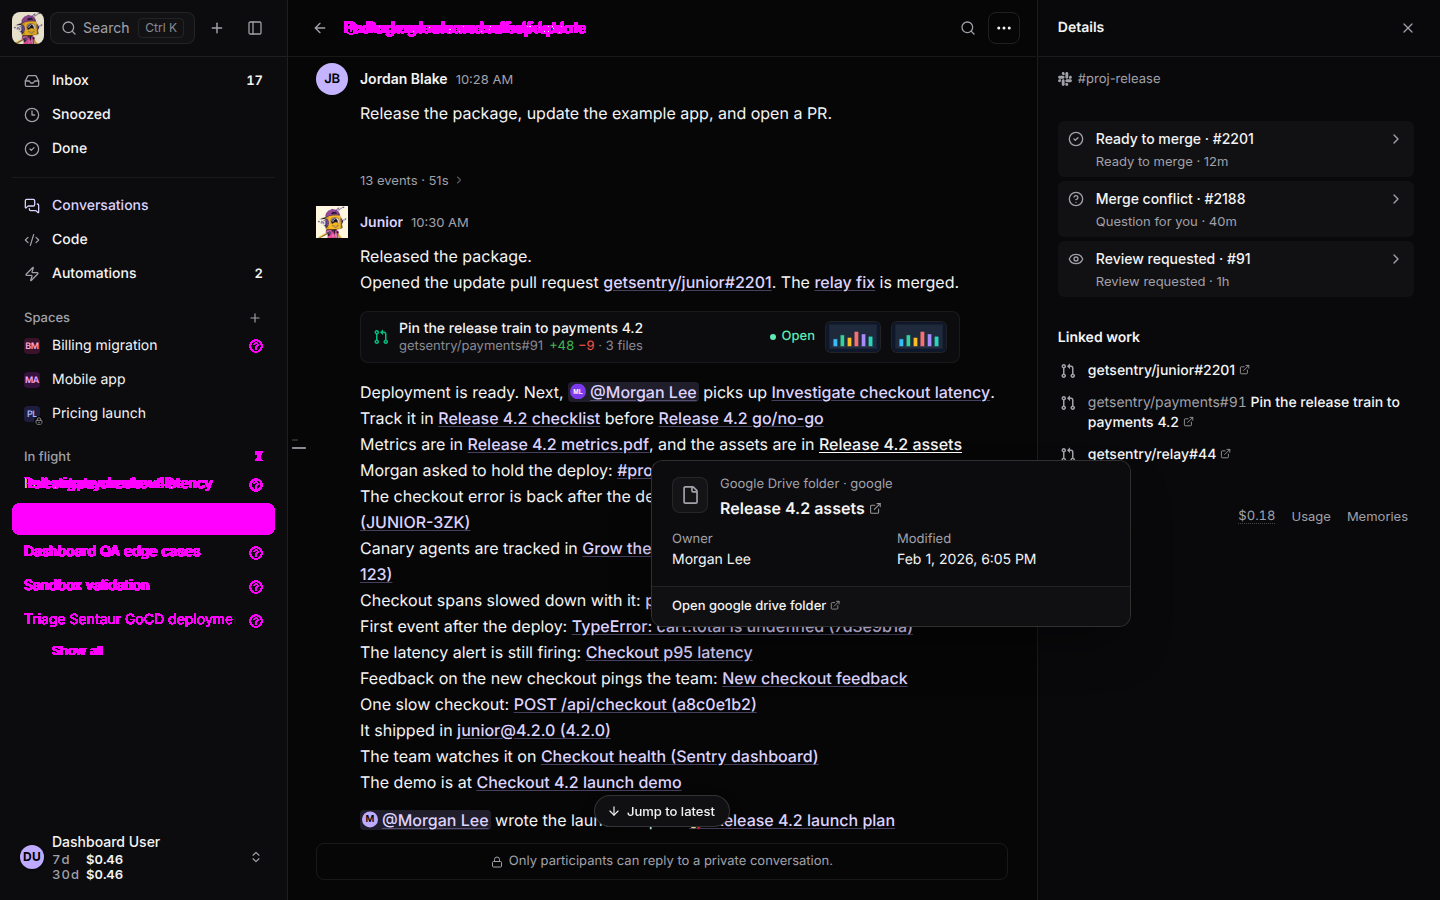 Search Ctrl K
Inbox 17
Snoozed
Done
Conversations
Code
Automations 2
Spaces
BM Billing migration
MA Mobile app
PL Pricing launch
In flight
Dashboard QA edge cases
Sandbox validation
Triage Sentaur GoCD deployme
Show all
DU Dashboard User
7d $0.46
30d $0.46
JB Jordan Blake 10:28 AM
Release the package, update the example app, and open a PR.
13 events · 51s
Junior 10:30 AM
Released the package.
Opened the update pull request getsentry/junior#2201. The relay fix is merged.
Pin the release train to payments 4.2
getsentry/payments#91 +48 −9 · 3 files
Open
Deployment is ready. Next, ML @Morgan Lee picks up Investigate checkout latency.
Track it in Release 4.2 checklist before Release 4.2 go/no-go
Metrics are in Release 4.2 metrics.pdf, and the assets are in Release 4.2 assets
Morgan asked to hold the deploy: #pro
The checkout error is back after the de
(JUNIOR-3ZK)
Canary agents are tracked in Grow the
123)
Checkout spans slowed down with it: p
First event after the deploy: TypeError: cart.total is undefined (7d3e9b1a)
The latency alert is still firing: Checkout p95 latency
Feedback on the new checkout pings the team: New checkout feedback
One slow checkout: POST /api/checkout (a8c0e1b2)
It shipped in junior@4.2.0 (4.2.0)
The team watches it on Checkout health (Sentry dashboard)
The demo is at Checkout 4.2 launch demo
M @Morgan Lee wrote the laun Release 4.2 launch plan
Jump to latest
Only participants can reply to a private conversation.
Google Drive folder · google
Release 4.2 assets
Owner Modified
Morgan Lee Feb 1, 2026, 6:05 PM
Open google drive folder
Details
#proj-release
Ready to merge · #2201
Ready to merge · 12m
Merge conflict · #2188
Question for you · 40m
Review requested · #91
Review requested · 1h
Linked work
getsentry/junior#2201
getsentry/payments#91 Pin the release train to
payments 4.2
getsentry/relay#44
$0.18 Usage Memories